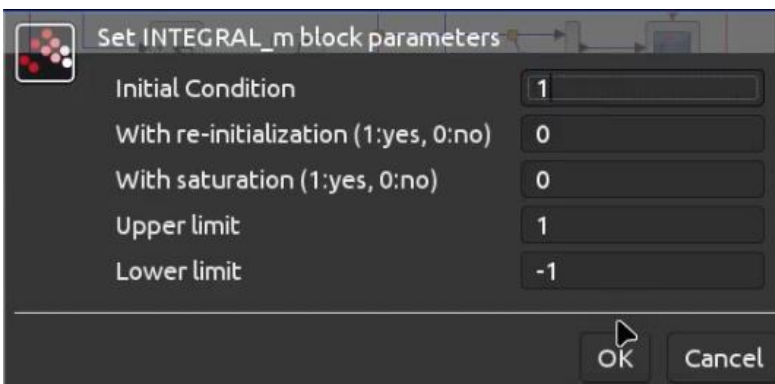 Set INTEGRAL_m block parameters
Initial Condition 1
With re-initialization (1:yes, 0:no) 0
With saturation (1:yes, 0:no) 0
Upper limit 1
Lower limit -1
OK Cancel